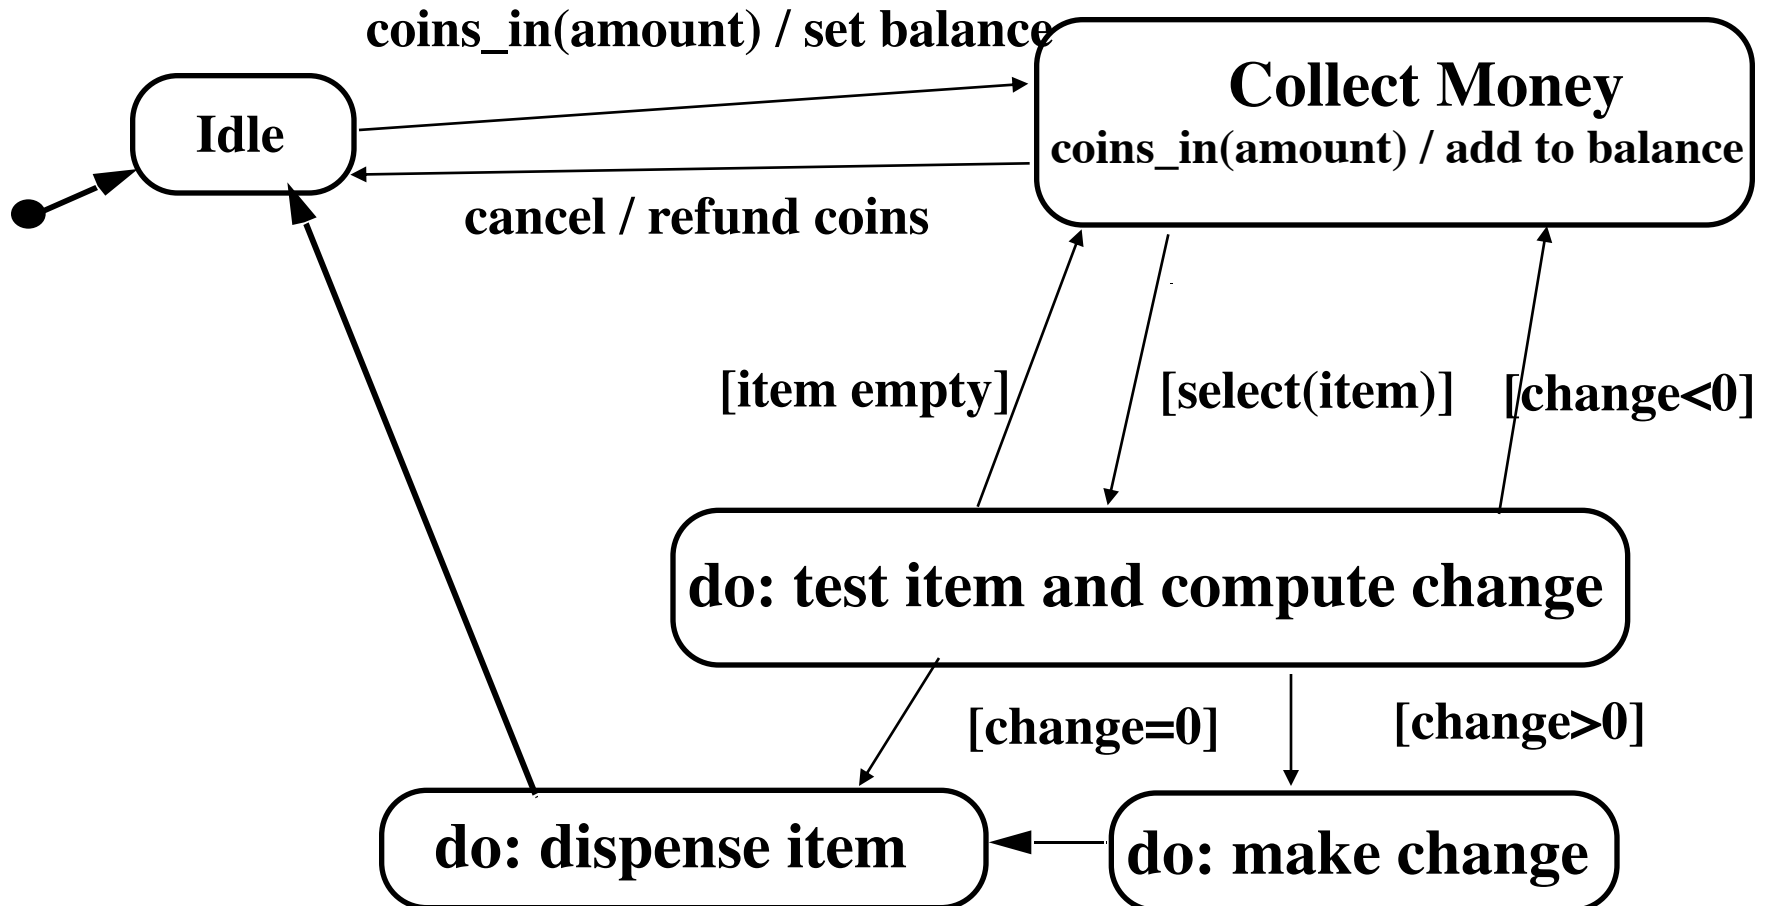 coins_in(amount) / set balance
Collect Money
Idle
coins_in(amount) / add to balance
cancel / refund coins
[item empty]
[select(item)]
[change<0]
do: test item and compute change
[change=0]
[change>0]
do: dispense item
do: make change